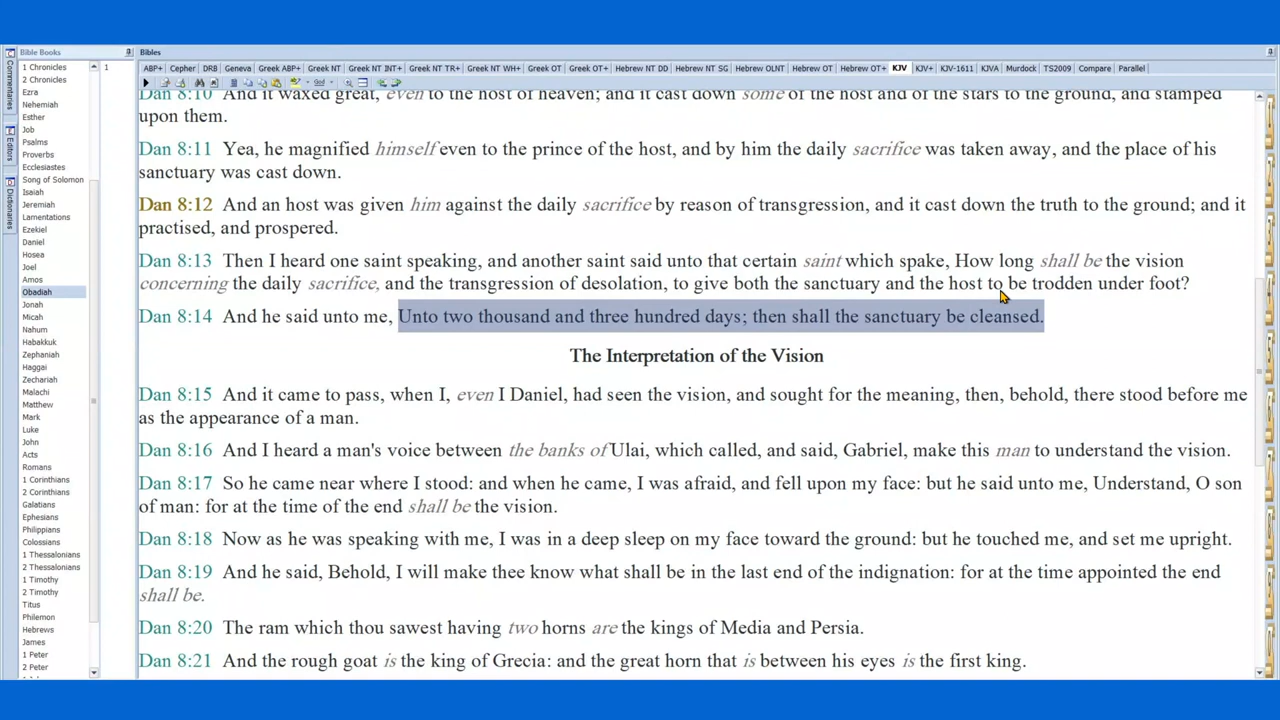 Bible Books
Bibles
Commentaries
Editors
Dictionaries
1 Chronicles
2 Chronicles
Ezra
Nehemiah
Esther
Job
Psalms
Proverbs
Ecclesiastes
Song of Solomon
Isaiah
Jeremiah
Lamentations
Ezekiel
Daniel
Hosea
Joel
Amos
Obadiah
Jonah
Micah
Nahum
Habakkuk
Zephaniah
Haggai
Zechariah
Malachi
Matthew
Mark
Luke
John
Acts
Romans
1 Corinthians
2 Corinthians
Galatians
Ephesians
Philippians
Colossians
1 Thessalonians
2 Thessalonians
1 Timothy
2 Timothy
Titus
Philemon
Hebrews
James
1 Peter
2 Peter
1
ABP+ Cepher DRB Geneva Greek ABP+ Greek NT Greek NT INT+ Greek NT TR+ Greek NT WH+ Greek OT Greek OT+ Hebrew NT DD Hebrew NT SG Hebrew OLNT Hebrew OT Hebrew OT+ KJV KJV+ KJV-1611 KJVA Murdock TS2009 Compare Parallel
Dan 8:10 And it waxed great, even to the host of heaven; and it cast down some of the host and of the stars to the ground, and stamped
upon them.
Dan 8:11 Yea, he magnified himself even to the prince of the host, and by him the daily sacrifice was taken away, and the place of his
sanctuary was cast down.
Dan 8:12 And an host was given him against the daily sacrifice by reason of transgression, and it cast down the truth to the ground; and it
practised, and prospered.
Dan 8:13 Then I heard one saint speaking, and another saint said unto that certain saint which spake, How long shall be the vision
concerning the daily sacrifice, and the transgression of desolation, to give both the sanctuary and the host to be trodden under foot?
Dan 8:14 And he said unto me, Unto two thousand and three hundred days; then shall the sanctuary be cleansed.
The Interpretation of the Vision
Dan 8:15 And it came to pass, when I, even I Daniel, had seen the vision, and sought for the meaning, then, behold, there stood before me
as the appearance of a man.
Dan 8:16 And I heard a man's voice between the banks of Ulai, which called, and said, Gabriel, make this man to understand the vision.
Dan 8:17 So he came near where I stood: and when he came, I was afraid, and fell upon my face: but he said unto me, Understand, O son
of man: for at the time of the end shall be the vision.
Dan 8:18 Now as he was speaking with me, I was in a deep sleep on my face toward the ground: but he touched me, and set me upright.
Dan 8:19 And he said, Behold, I will make thee know what shall be in the last end of the indignation: for at the time appointed the end
shall be.
Dan 8:20 The ram which thou sawest having two horns are the kings of Media and Persia.
Dan 8:21 And the rough goat is the king of Grecia: and the great horn that is between his eyes is the first king.